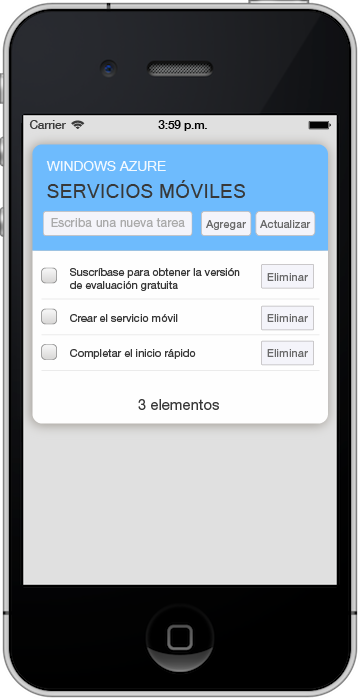 Carrier 3:59 p.m.
WINDOWS AZURE
SERVICIOS MÓVILES
Escriba una nueva tarea Agregar Actualizar
Suscríbase para obtener la versión
de evaluación gratuita Eliminar
Crear el servicio móvil Eliminar
Completar el inicio rápido Eliminar
3 elementos